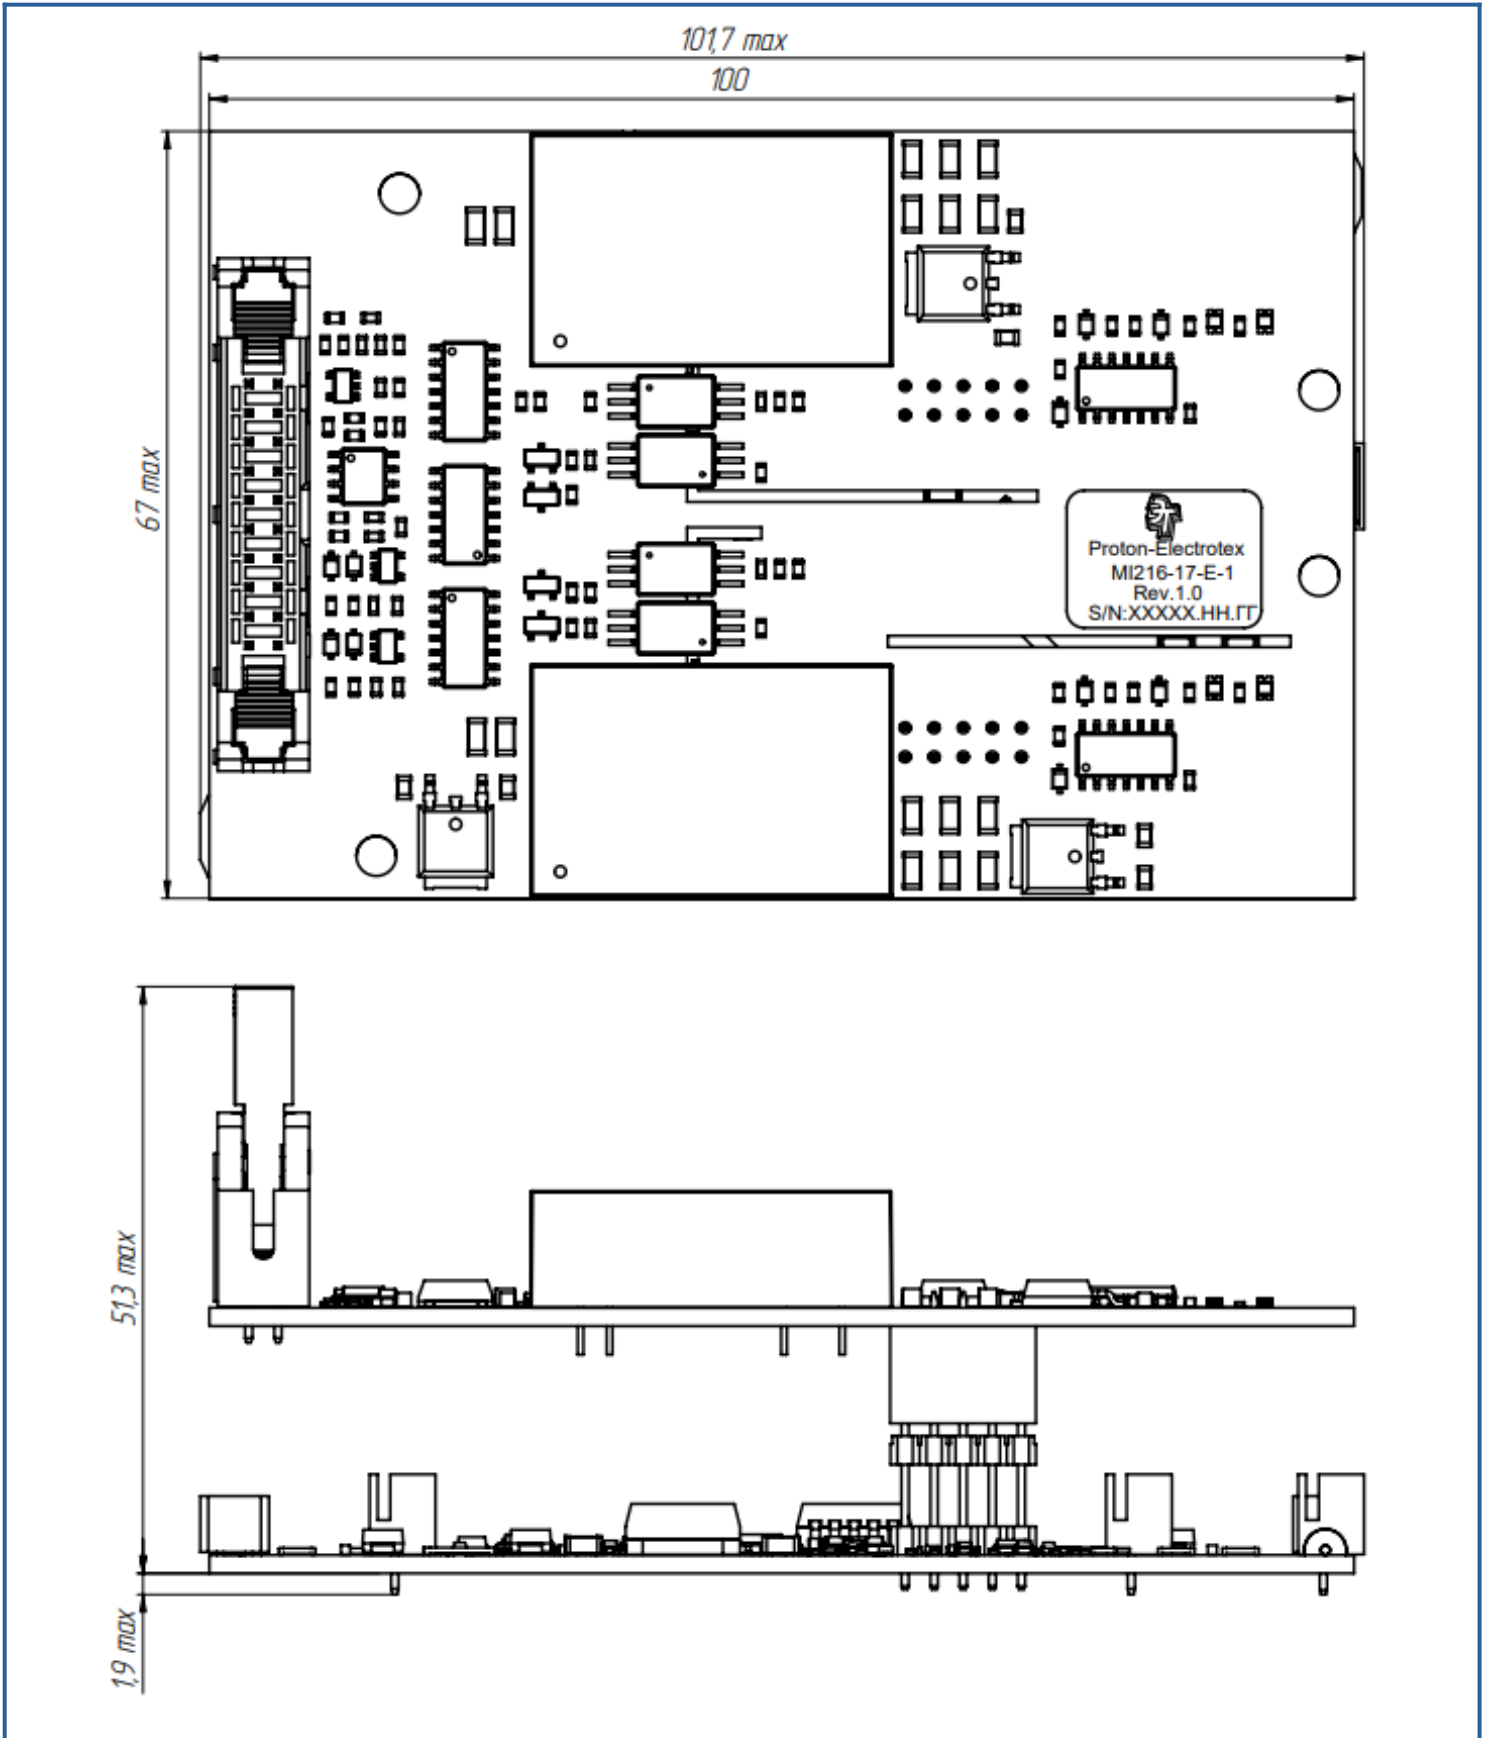 101,7 max
100
67 max
Proton-Electrotex
MI216-17-E-1
Rev.1.0
S/N:XXXXX.НН.ГГ
51,3 max
1,9 max